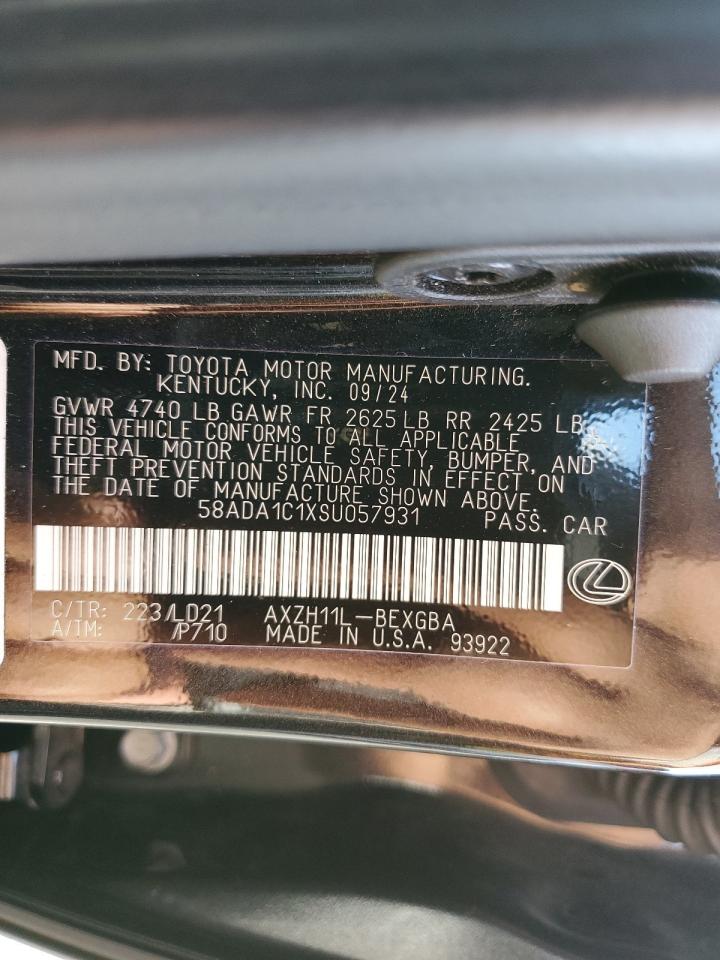 MFD. BY: TOYOTA MOTOR MANUFACTURING.
KENTUCKY, INC. 09/24
GVWR 4740 LB GAWR FR 2625 LB RR 2425 LB
THIS VEHICLE CONFORMS TO ALL APPLICABLE
FEDERAL MOTOR VEHICLE SAFETY, BUMPER, AND
THEFT PREVENTION STANDARDS IN EFFECT ON
THE DATE OF MANUFACTURE SHOWN ABOVE.
58ADA1C1XSU057931 PASS. CAR
C/TR: 223/LD21 AXZH11L-BEXGBA
A/TM: /P710 MADE IN U.S.A. 93922